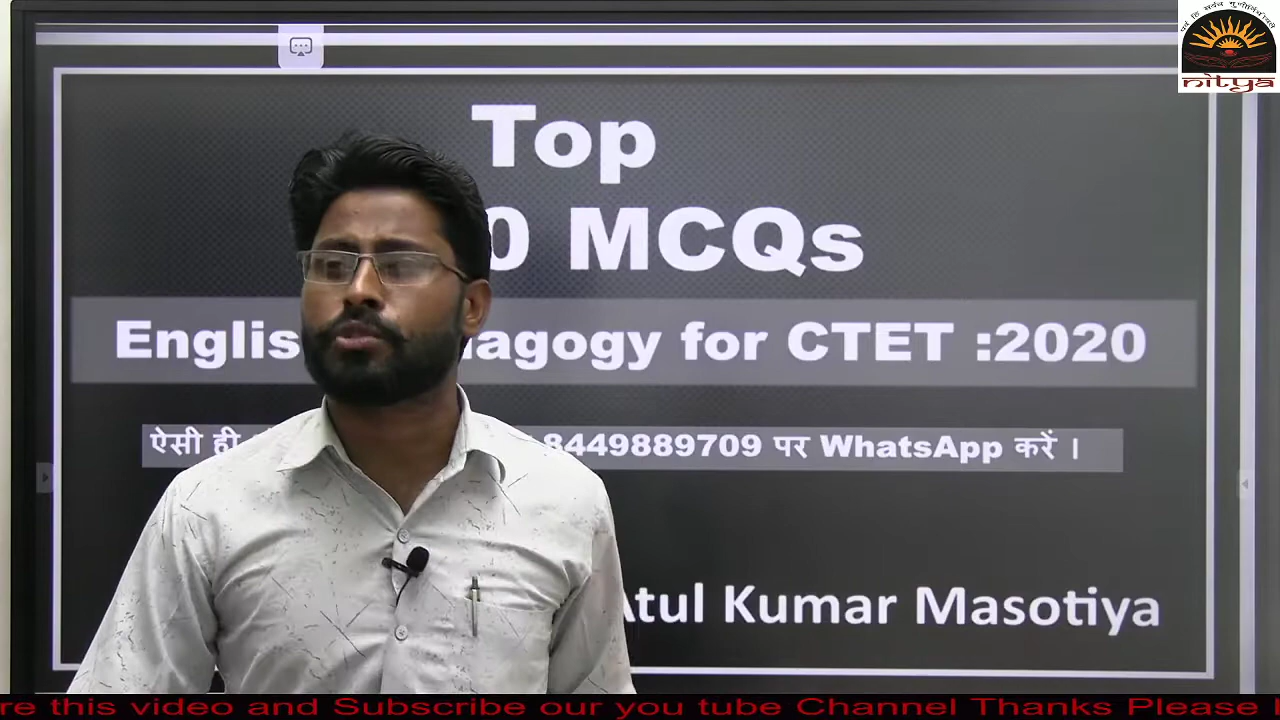 nitya
Top
0 MCQs
Englis agogy for CTET :2020
ऐसी ही 8449889709 पर WhatsApp करें ।
Atul Kumar Masotiya
re this video and Subscribe our you tube Channel Thanks Please